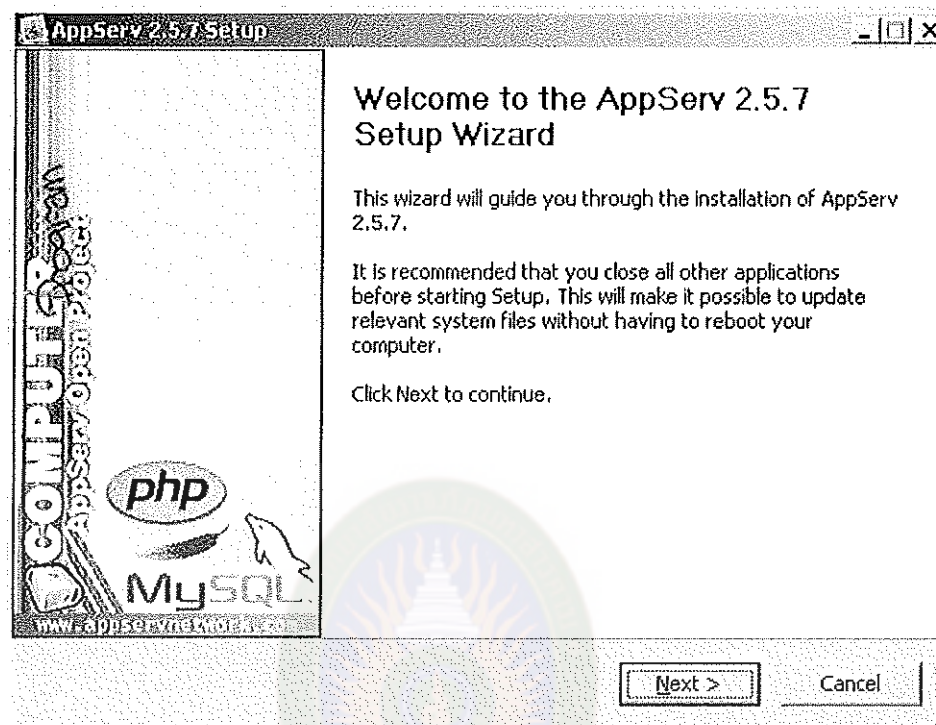 AppServ 2.5.7 Setup
Welcome to the AppServ 2.5.7
Setup Wizard
This wizard will guide you through the installation of AppServ
2.5.7.
It is recommended that you close all other applications
before starting Setup. This will make it possible to update
relevant system files without having to reboot your
computer.
Click Next to continue.
AppServ Open Project
php
MySQL
Next >
Cancel